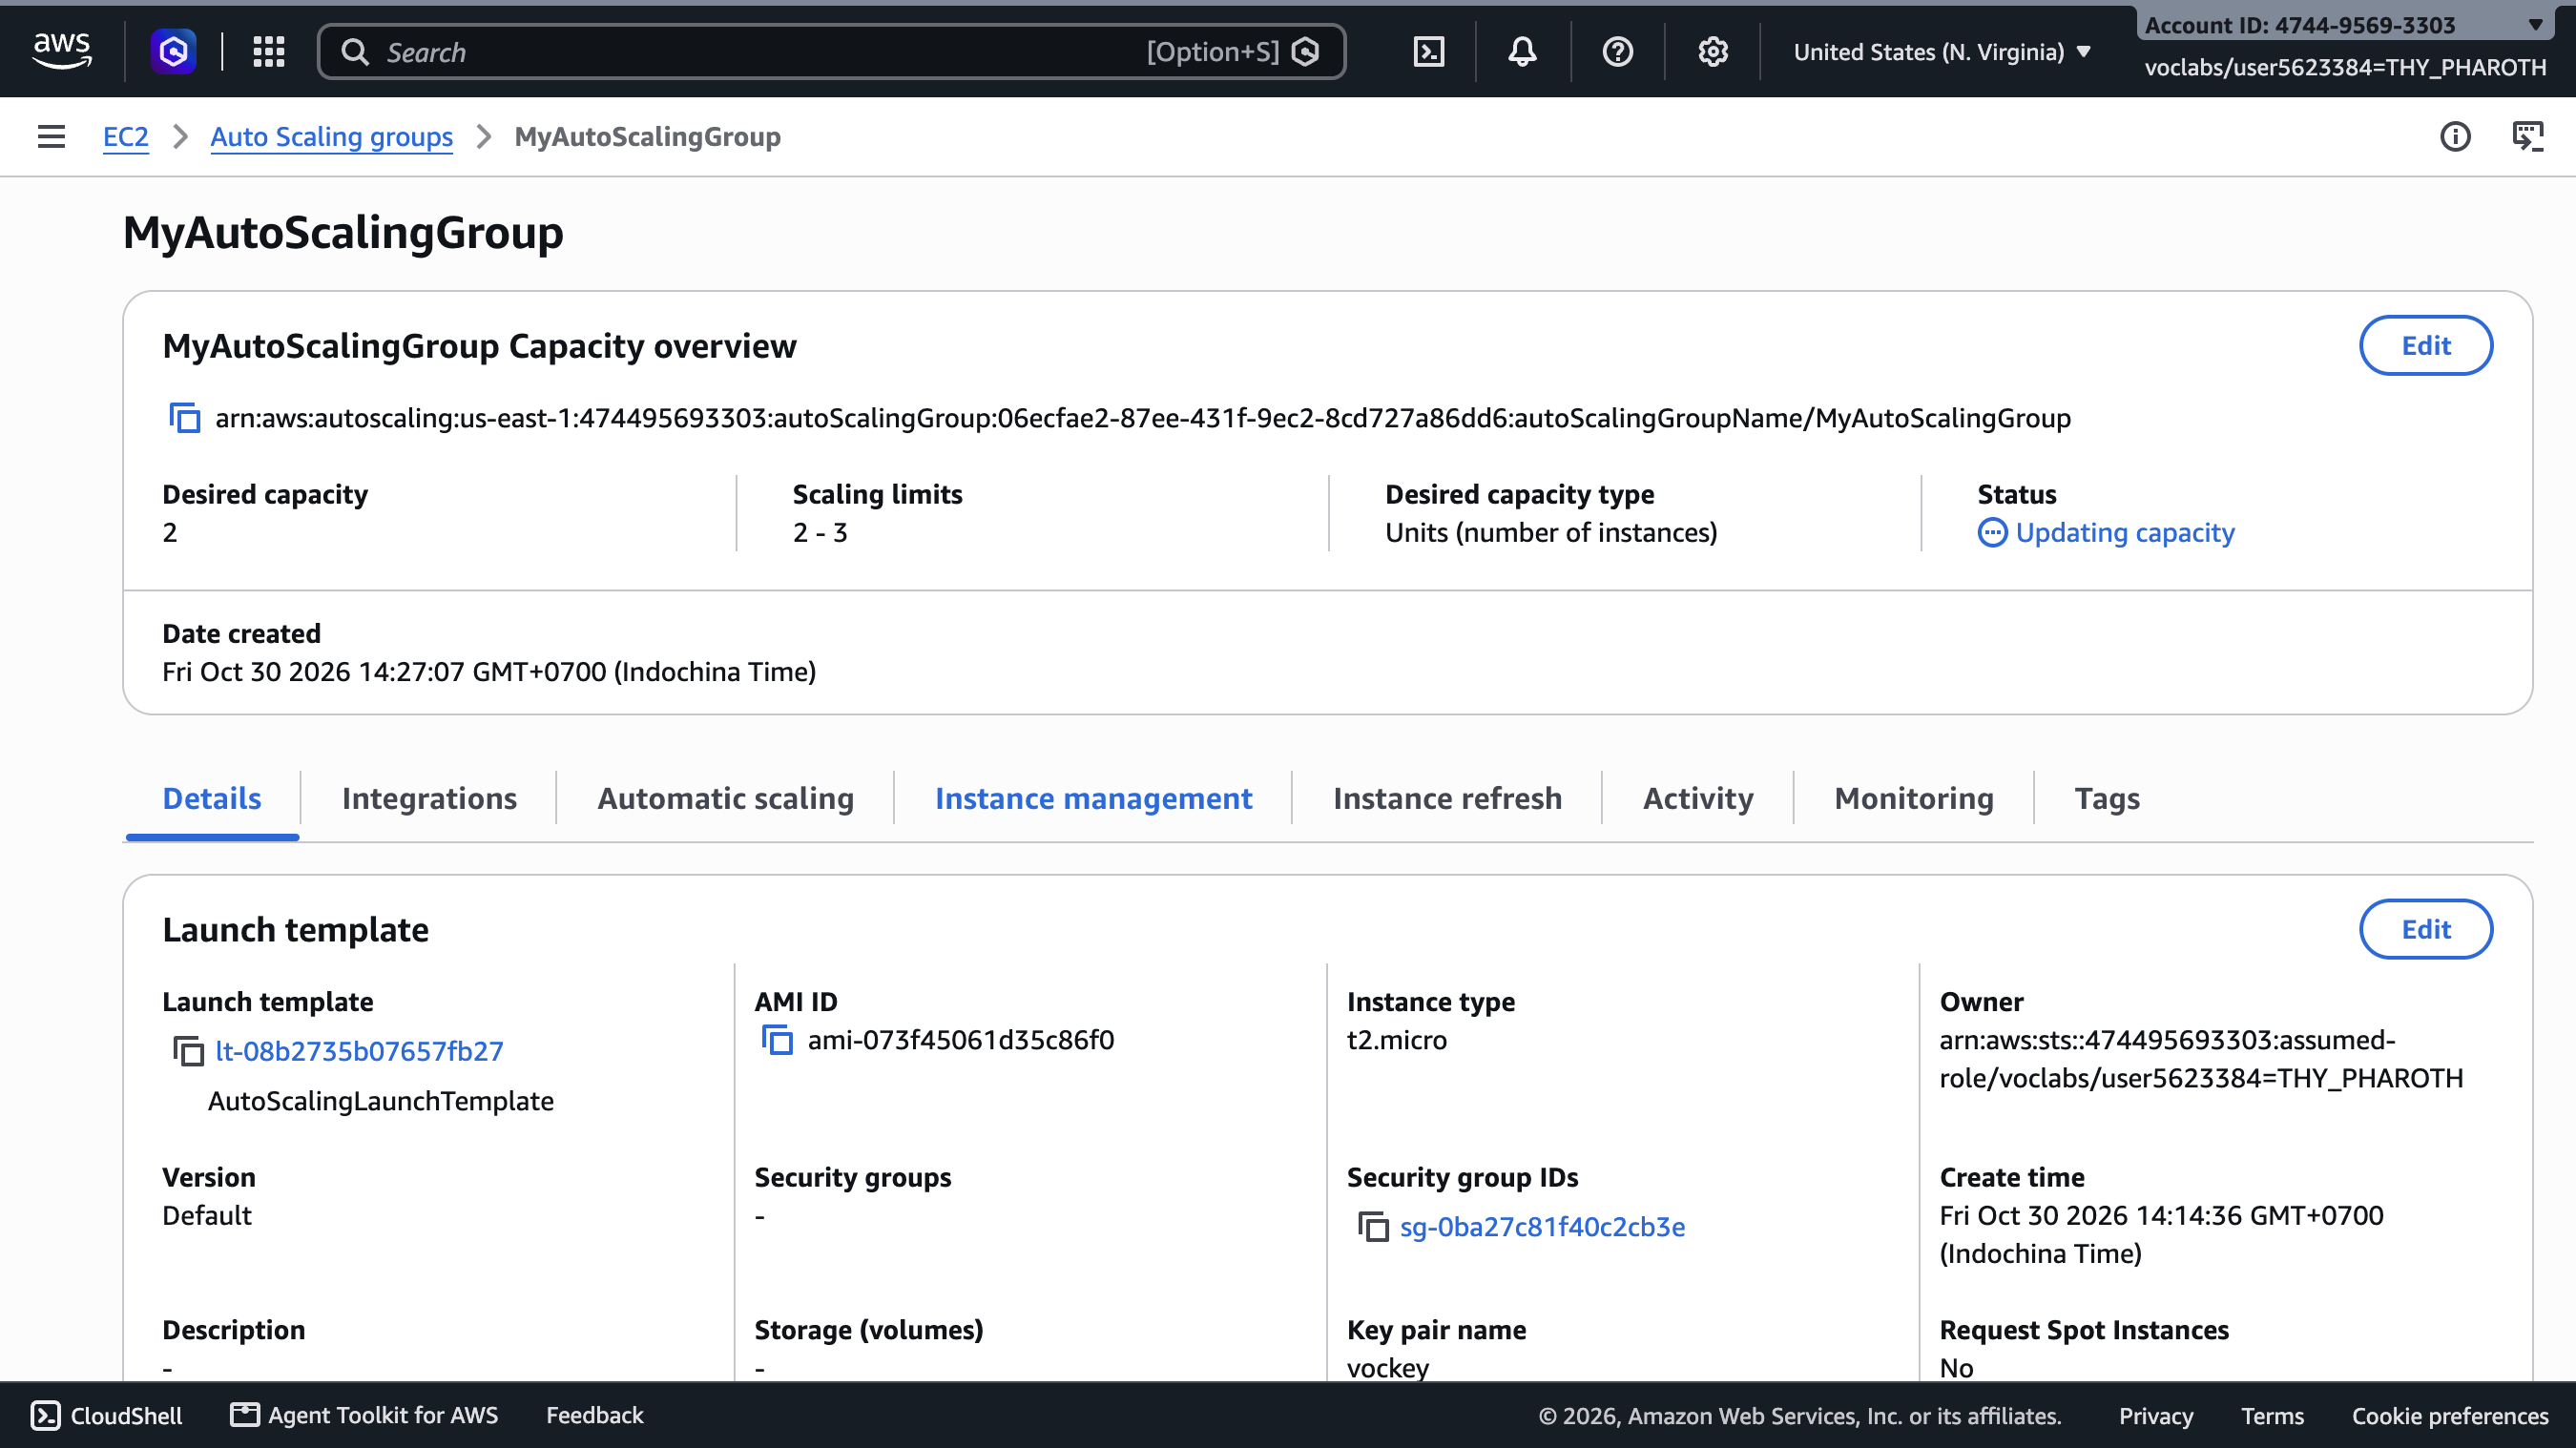 aws
Search
[Option+S]
United States (N. Virginia)
Account ID: 4744-9569-3303
voclabs/user5623384=THY_PHAROTH
EC2
Auto Scaling groups
MyAutoScalingGroup
MyAutoScalingGroup
MyAutoScalingGroup Capacity overview
Edit
arn:aws:autoscaling:us-east-1:474495693303:autoScalingGroup:06ecfae2-87ee-431f-9ec2-8cd727a86dd6:autoScalingGroupName/MyAutoScalingGroup
Desired capacity
2
Scaling limits
2 - 3
Desired capacity type
Units (number of instances)
Status
Updating capacity
Date created
Fri Oct 30 2026 14:27:07 GMT+0700 (Indochina Time)
Details
Integrations
Automatic scaling
Instance management
Instance refresh
Activity
Monitoring
Tags
Launch template
Edit
Launch template
lt-08b2735b07657fb27
AutoScalingLaunchTemplate
AMI ID
ami-073f45061d35c86f0
Instance type
t2.micro
Owner
arn:aws:sts::474495693303:assumed-
role/voclabs/user5623384=THY_PHAROTH
Version
Default
Security groups
-
Security group IDs
sg-0ba27c81f40c2cb3e
Create time
Fri Oct 30 2026 14:14:36 GMT+0700
(Indochina Time)
Description
-
Storage (volumes)
-
Key pair name
vockey
Request Spot Instances
No
CloudShell
Agent Toolkit for AWS
Feedback
© 2026, Amazon Web Services, Inc. or its affiliates.
Privacy
Terms
Cookie preferences